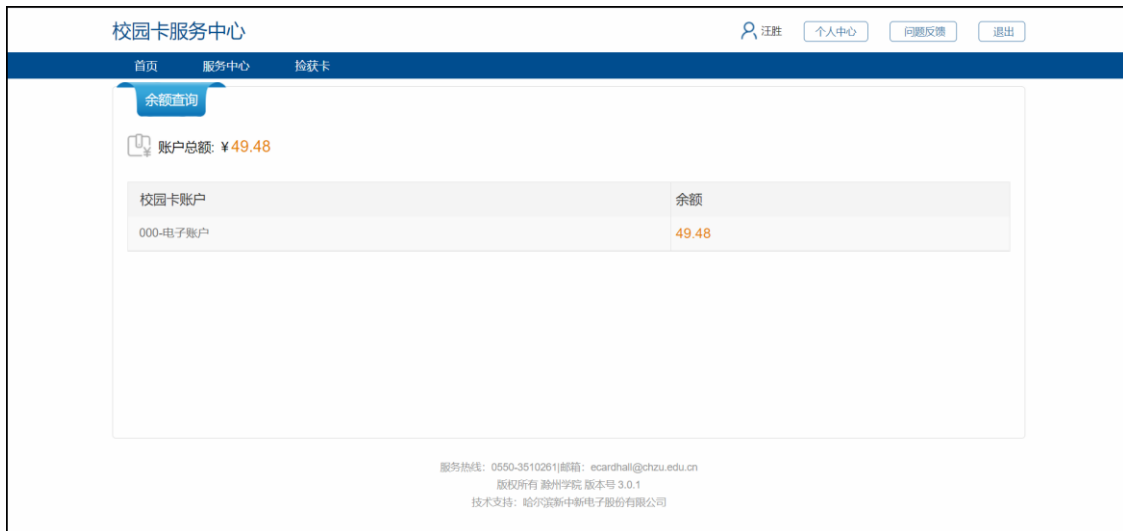 校园卡服务中心
汪胜 个人中心 问题反馈 退出
首页 服务中心 捡获卡
余额查询
账户总额: ¥49.48
校园卡账户 余额
000-电子账户 49.48
服务热线：0550-3510261|邮箱：ecardhall@chzu.edu.cn
版权所有 滁州学院 版本号 3.0.1
技术支持：哈尔滨新中新电子股份有限公司